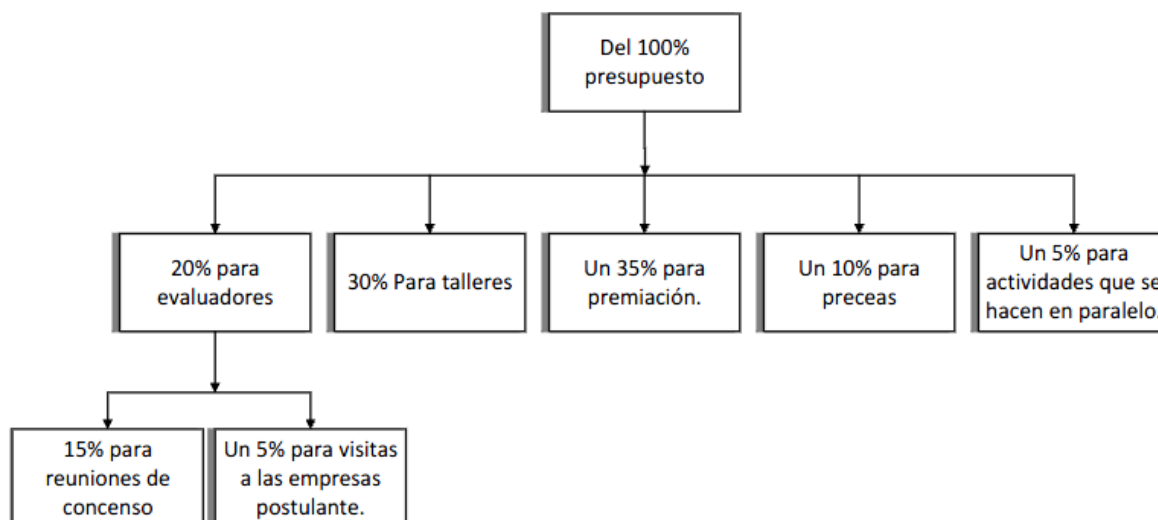 Del 100%
presupuesto
20% para
evaluadores
30% Para talleres
Un 35% para
premiación.
Un 10% para
preceas
Un 5% para
actividades que se
hacen en paralelo.
15% para
reuniones de
concenso
Un 5% para visitas
a las empresas
postulante.